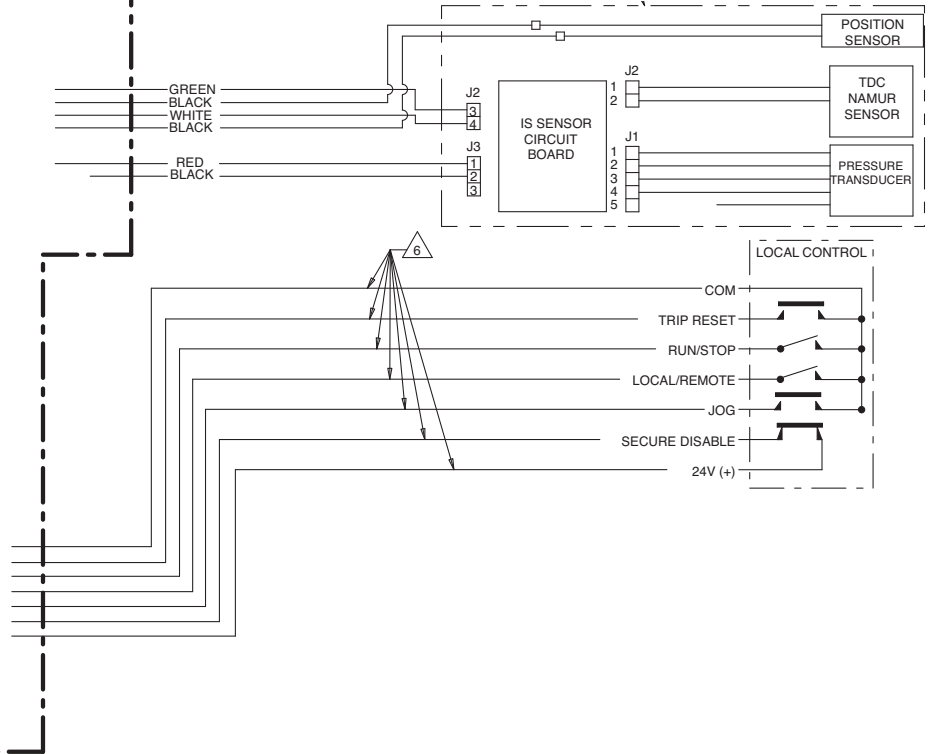 POSITION
SENSOR
GREEN
BLACK
WHITE
BLACK
J2
3
4
RED
BLACK
J3
1
2
3
IS SENSOR
CIRCUIT
BOARD
J2
1
2
TDC
NAMUR
SENSOR
J1
1
2
3
4
5
PRESSURE
TRANSDUCER
6
LOCAL CONTROL
COM
TRIP RESET
RUN/STOP
LOCAL/REMOTE
JOG
SECURE DISABLE
24V (+)